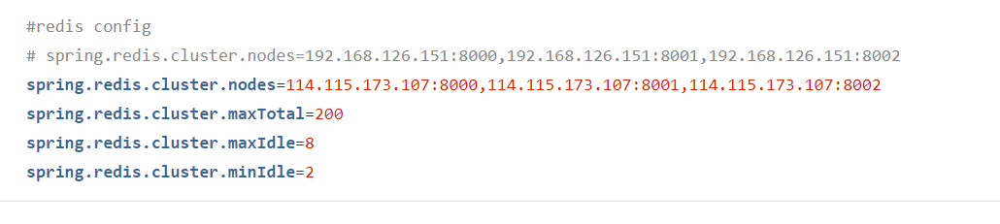 #redis config
# spring.redis.cluster.nodes=192.168.126.151:8000,192.168.126.151:8001,192.168.126.151:8002
spring.redis.cluster.nodes=114.115.173.107:8000,114.115.173.107:8001,114.115.173.107:8002
spring.redis.cluster.maxTotal=200
spring.redis.cluster.maxIdle=8
spring.redis.cluster.minIdle=2